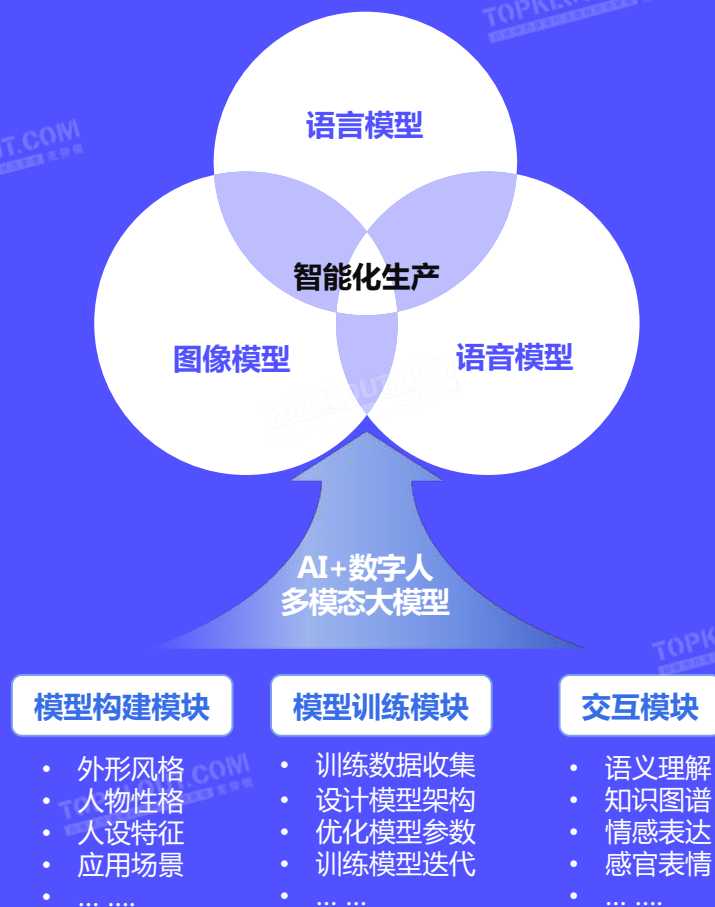 TOPKLOUT.COM
语言模型
智能化生产
图像模型
语音模型
AI+数字人
多模态大模型
模型构建模块
模型训练模块
交互模块
• 外形风格
• 人物性格
• 人设特征
• 应用场景
• ... ....
• 训练数据收集
• 设计模型架构
• 优化模型参数
• 训练模型迭代
• ... ...
• 语义理解
• 知识图谱
• 情感表达
• 感官表情
• ... ....